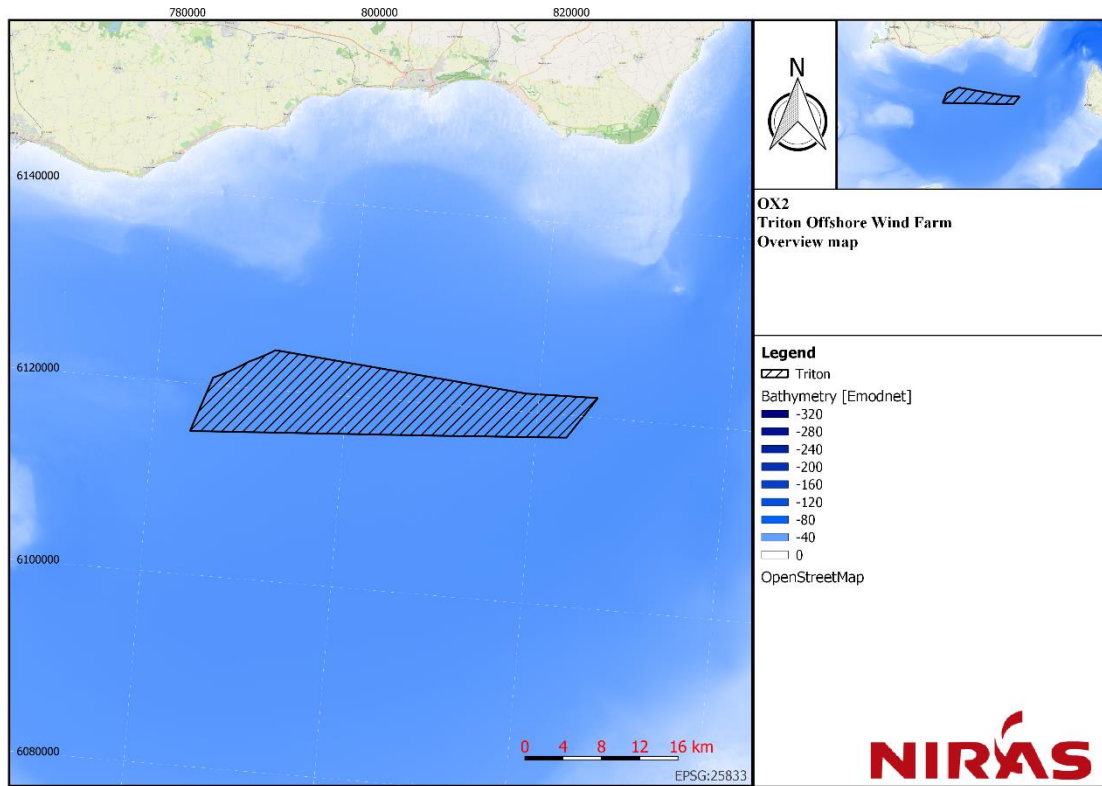 780000 800000 820000
6140000
6120000
6100000
6080000
0 4 8 12 16 km
EPSG:25833
N
OX2
Triton Offshore Wind Farm
Overview map
Legend
Triton
Bathymetry [Emodnet]
-320
-280
-240
-200
-160
-120
-80
-40
0
OpenStreetMap
NIRAS